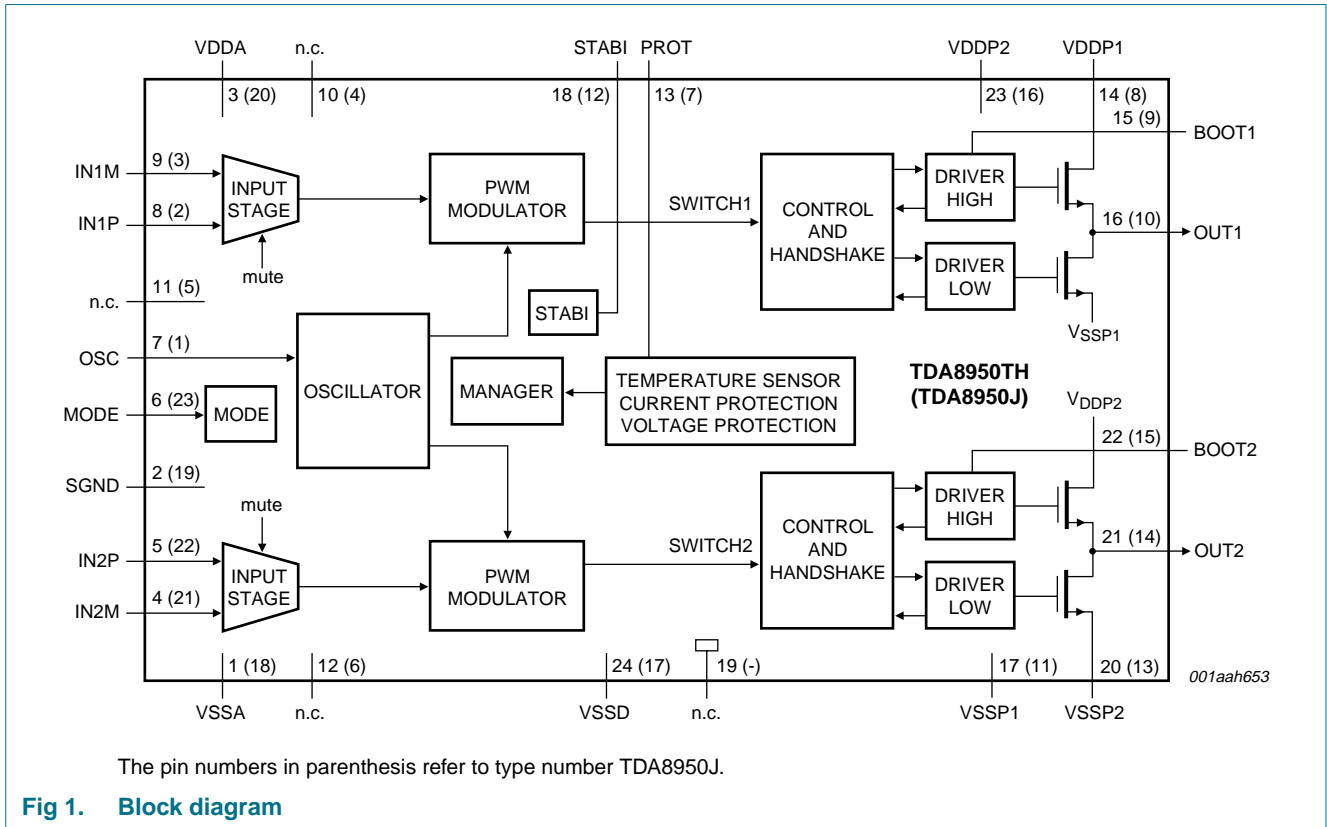 VDDA n.c. STABI PROT VDDP2 VDDP1
3 (20) 10 (4) 18 (12) 13 (7) 23 (16) 14 (8)
15 (9) BOOT1
IN1M 9 (3)
IN1P 8 (2)
INPUT
STAGE
mute
PWM
MODULATOR
SWITCH1
CONTROL
AND
HANDSHAKE
DRIVER
HIGH
DRIVER
LOW
16 (10) OUT1
VSSP1
n.c. 11 (5)
STABI
OSC 7 (1)
OSCILLATOR
MANAGER
TEMPERATURE SENSOR
CURRENT PROTECTION
VOLTAGE PROTECTION
TDA8950TH
(TDA8950J)
MODE 6 (23) MODE
VDDP2
22 (15) BOOT2
SGND 2 (19)
mute
IN2P 5 (22)
IN2M 4 (21)
INPUT
STAGE
PWM
MODULATOR
SWITCH2
CONTROL
AND
HANDSHAKE
DRIVER
HIGH
DRIVER
LOW
21 (14) OUT2
1 (18) 12 (6) 24 (17) 19 (-) 17 (11) 20 (13)
VSSA n.c. VSSD n.c. VSSP1 VSSP2
001aah653
The pin numbers in parenthesis refer to type number TDA8950J.
Fig 1. Block diagram